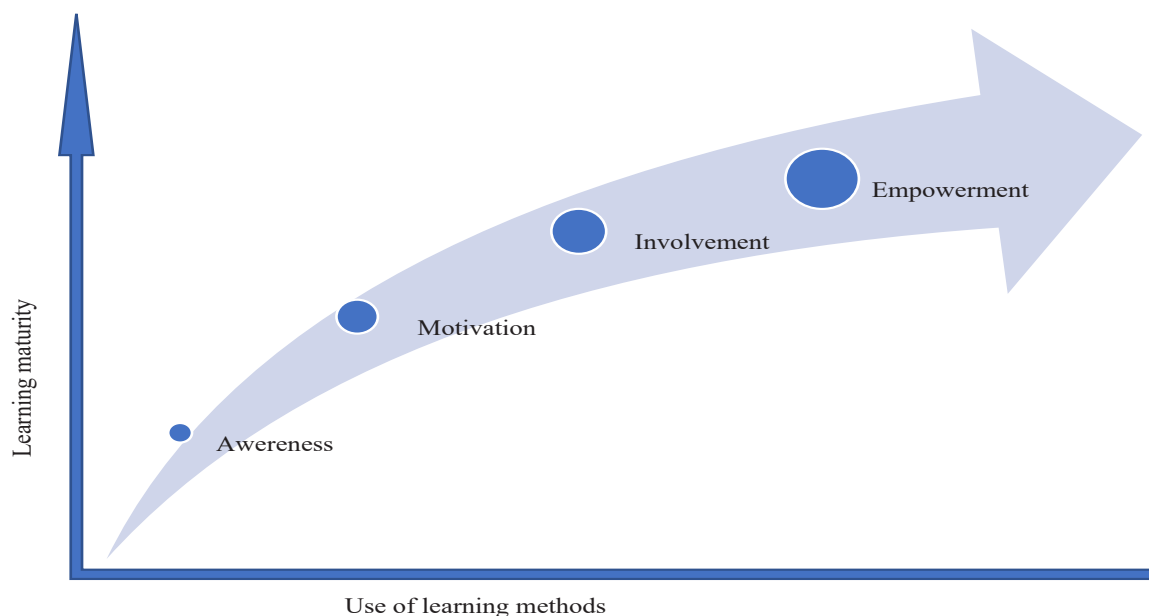 Empowerment
Involvement
Motivation
Awereness
Learning maturity
Use of learning methods